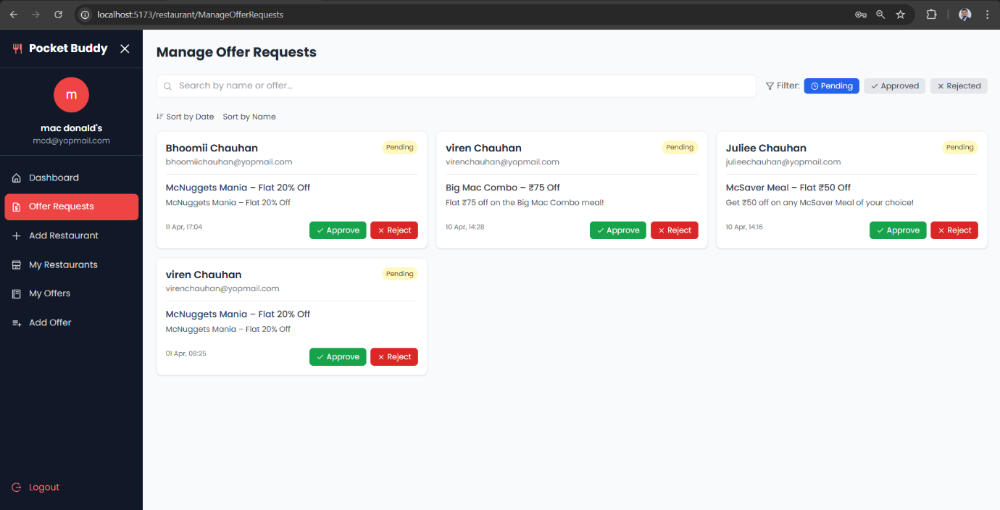 localhost:5173/restaurant/ManageOfferRequests
Pocket Buddy
m
mac donald's
mcd@yopmail.com
Dashboard
Offer Requests
Add Restaurant
My Restaurants
My Offers
Add Offer
Logout
Manage Offer Requests
Search by name or offer...
Filter: Pending Approved Rejected
Sort by Date Sort by Name
Bhoomii Chauhan Pending
bhoomiichauhan@yopmail.com
McNuggets Mania – Flat 20% Off
McNuggets Mania – Flat 20% Off
11 Apr, 17:04 Approve Reject
viren Chauhan Pending
virenchauhan@yopmail.com
Big Mac Combo – ₹75 Off
Flat ₹75 off on the Big Mac Combo meal!
10 Apr, 14:28 Approve Reject
Juliee Chauhan Pending
julieechauhan@yopmail.com
McSaver Meal – Flat ₹50 Off
Get ₹50 off on any McSaver Meal of your choice!
10 Apr, 14:16 Approve Reject
viren Chauhan Pending
virenchauhan@yopmail.com
McNuggets Mania – Flat 20% Off
McNuggets Mania – Flat 20% Off
01 Apr, 08:25 Approve Reject